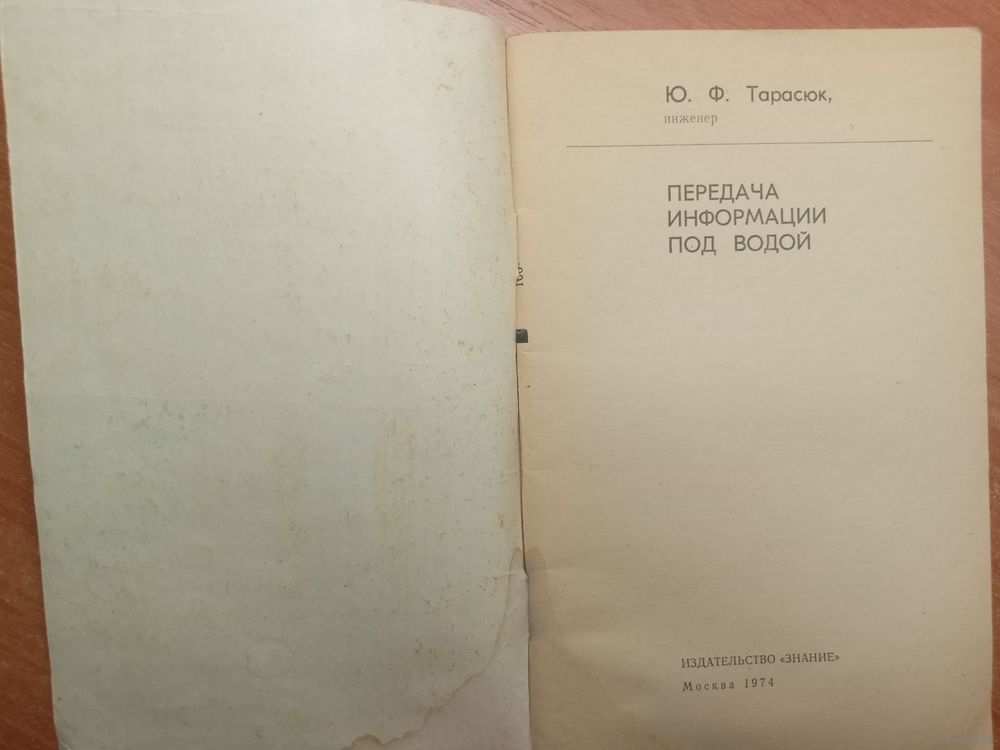 Ю. Ф. Тарасюк,
инженер
ПЕРЕДАЧА
ИНФОРМАЦИИ
ПОД ВОДОЙ
ИЗДАТЕЛЬСТВО «ЗНАНИЕ»
Москва 1974